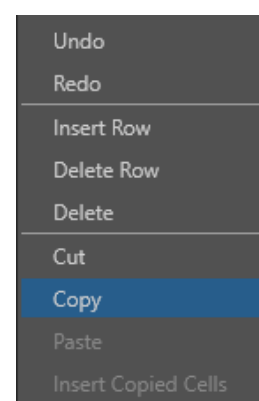 Undo
Redo
Insert Row
Delete Row
Delete
Cut
Copy
Paste
Insert Copied Cells